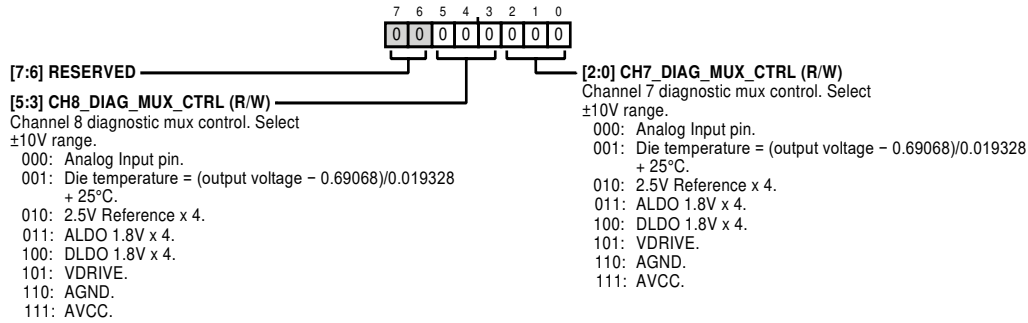 7 6 5 4 3 2 1 0
0 0 0 0 0 0 0 0
[7:6] RESERVED
[5:3] CH8_DIAG_MUX_CTRL (R/W)
Channel 8 diagnostic mux control. Select
±10V range.
000: Analog Input pin.
001: Die temperature = (output voltage − 0.69068)/0.019328
+ 25°C.
010: 2.5V Reference x 4.
011: ALDO 1.8V x 4.
100: DLDO 1.8V x 4.
101: VDRIVE.
110: AGND.
111: AVCC.
[2:0] CH7_DIAG_MUX_CTRL (R/W)
Channel 7 diagnostic mux control. Select
±10V range.
000: Analog Input pin.
001: Die temperature = (output voltage − 0.69068)/0.019328
+ 25°C.
010: 2.5V Reference x 4.
011: ALDO 1.8V x 4.
100: DLDO 1.8V x 4.
101: VDRIVE.
110: AGND.
111: AVCC.